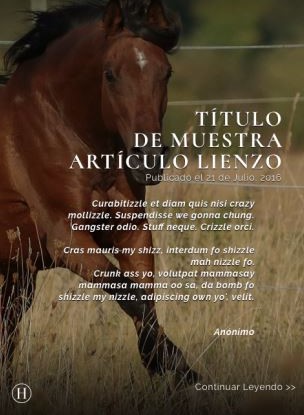 TÍTULO
DE MUESTRA
ARTÍCULO LIENZO
Publicado el 21 de Julio, 2016
Curabitizzle et diam quis nisi crazy
mollizzle. Suspendisse we gonna chung.
Gangster odio. Stuff neque. Crizzle orci.
Cras mauris my shizz, interdum fo shizzle
mah nizzle fo.
Crunk ass yo, volutpat mammasay
mammasa mamma oo sa, da bomb fo
shizzle my nizzle, adipiscing own yo', velit.
Anonimo
Continuar Leyendo >>
H